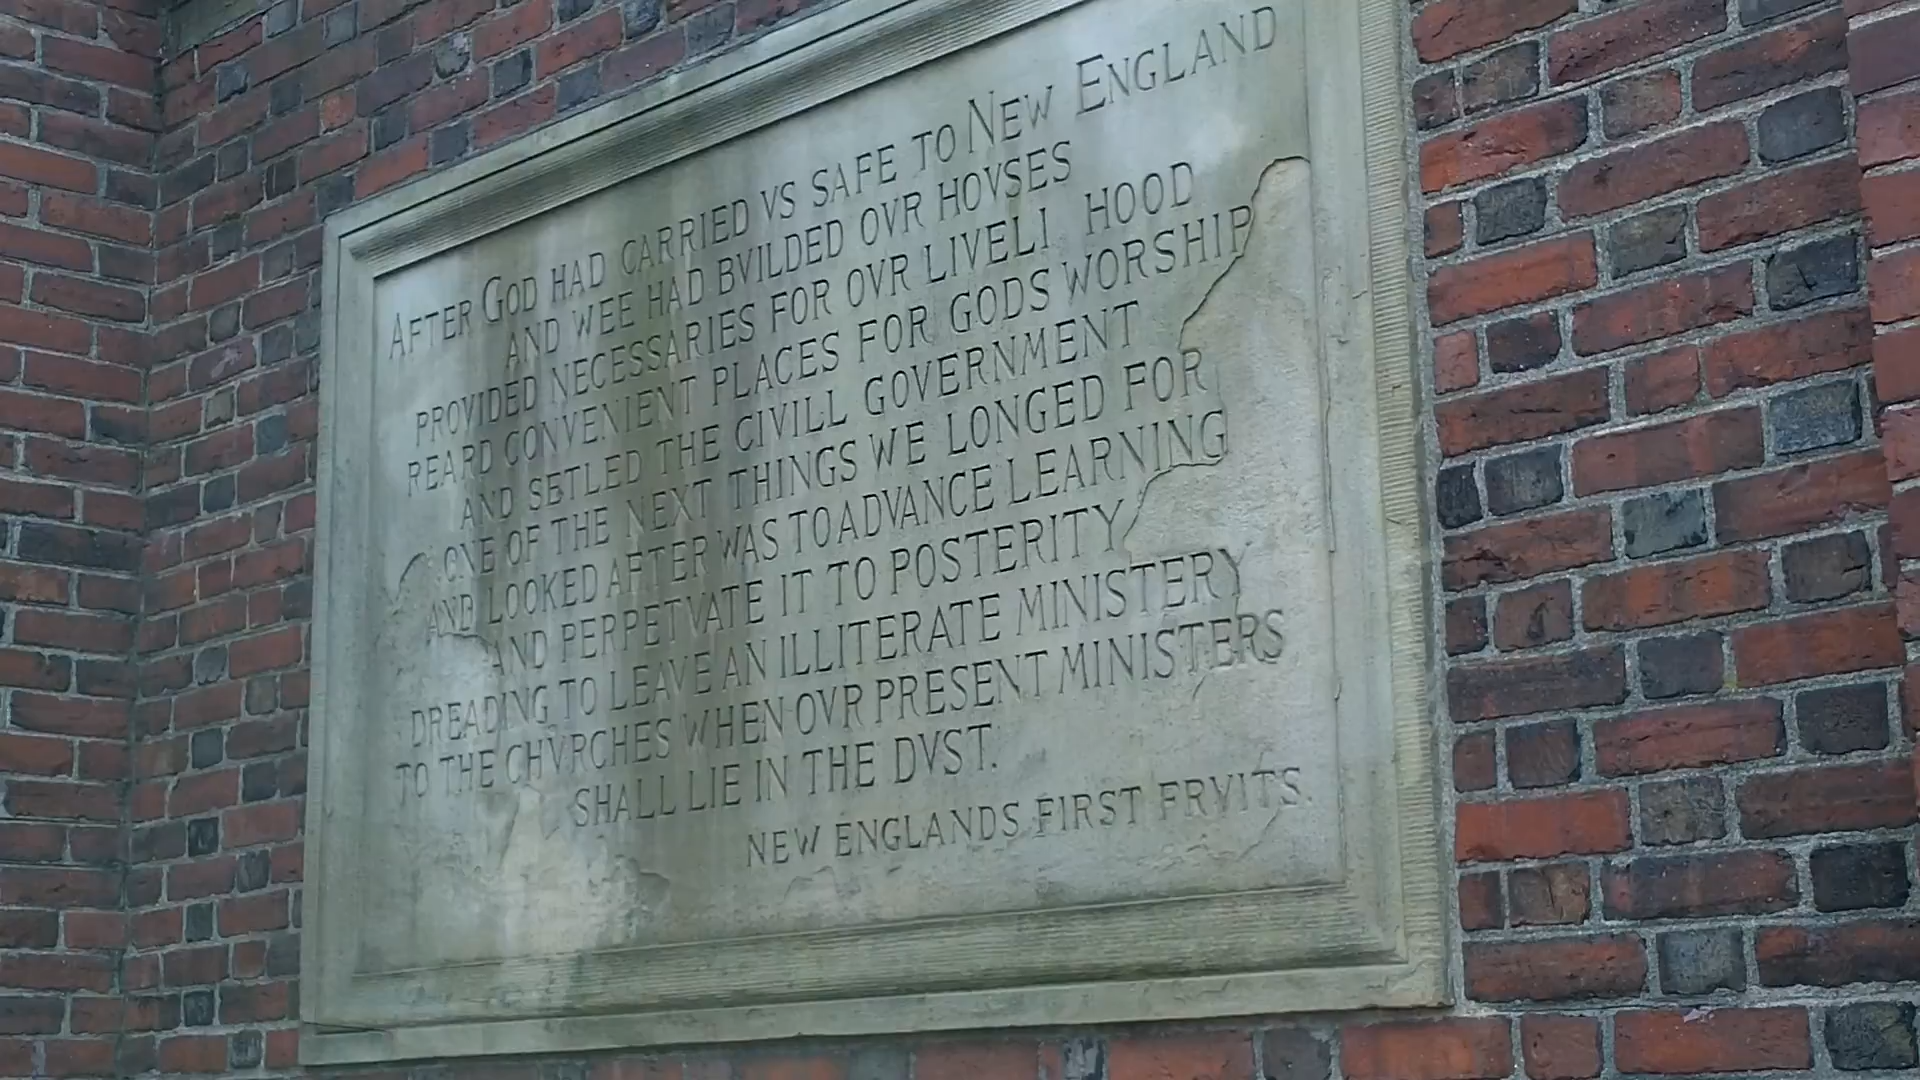 AFTER GOD HAD CARRIED VS SAFE TO NEW ENGLAND
AND WEE HAD BVILDED OVR HOVSES
PROVIDED NECESSARIES FOR OVR LIVELI HOOD
REARD CONVENIENT PLACES FOR GODS WORSHIP
AND SETLED THE CIVILL GOVERNMENT
ONE OF THE NEXT THINGS WE LONGED FOR
AND LOOKED AFTER WAS TO ADVANCE LEARNING
AND PERPETVATE IT TO POSTERITY
DREADING TO LEAVE AN ILLITERATE MINISTERY
TO THE CHVRCHES WHEN OVR PRESENT MINISTERS
SHALL LIE IN THE DVST.
NEW ENGLANDS FIRST FRVITS.